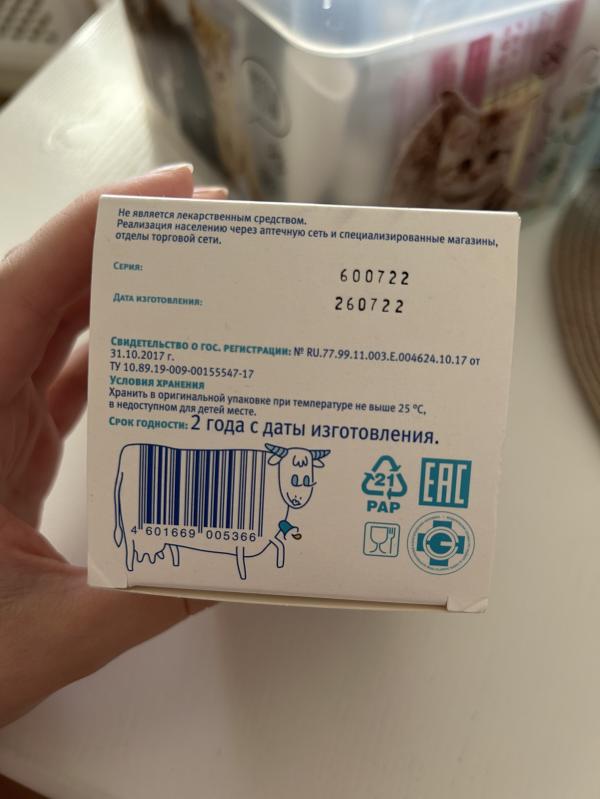 Не является лекарственным средством.
Реализация населению через аптечную сеть и специализированные магазины,
отделы торговой сети.
Серия: 600722
Дата изготовления: 260722
Свидетельство о гос. регистрации: № RU.77.99.11.003.Е.004624.10.17 от
31.10.2017 г.
ТУ 10.89.19-009-00155547-17
Условия хранения
Хранить в оригинальной упаковке при температуре не выше 25 °С,
в недоступном для детей месте.
Срок годности: 2 года с даты изготовления.
4 601669 005366
21
PAP
EAC